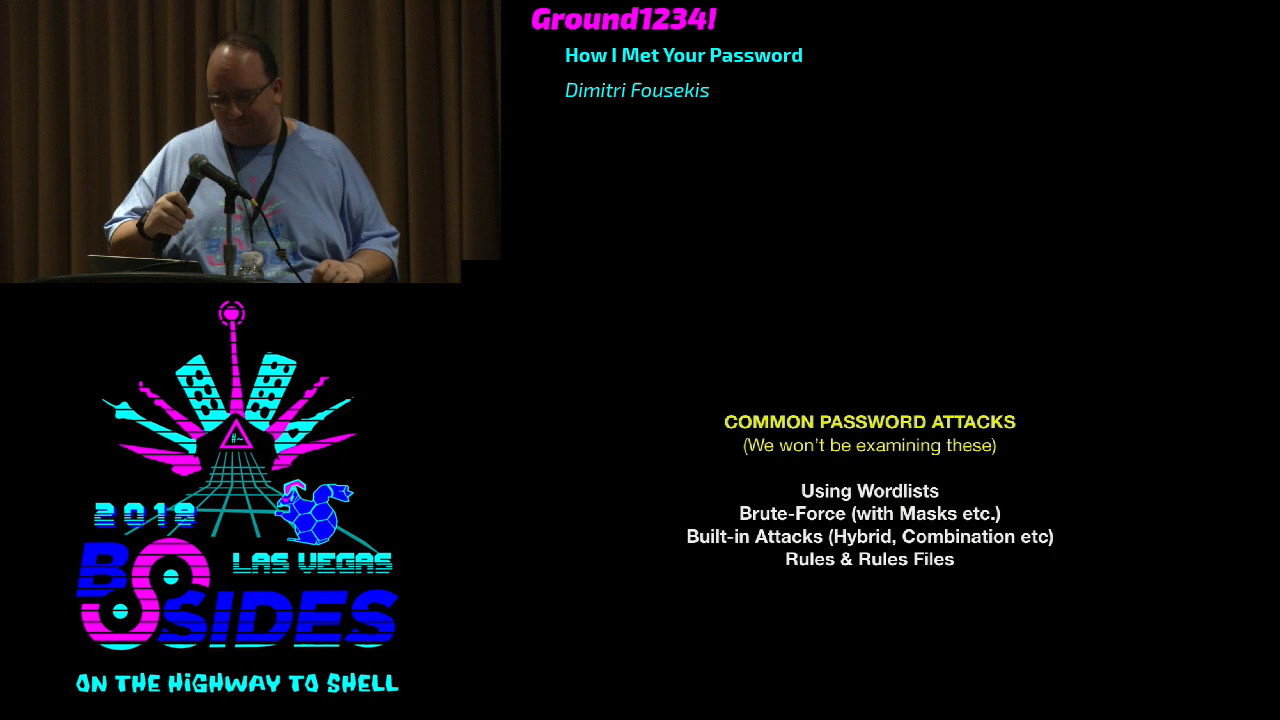 Ground1234!
How I Met Your Password
Dimitri Fousekis
COMMON PASSWORD ATTACKS
(We won't be examining these)
Using Wordlists
Brute-Force (with Masks etc.)
Built-in Attacks (Hybrid, Combination etc)
Rules & Rules Files
#~
2018
BSIDES
LAS VEGAS
ON THE HIGHWAY TO SHELL